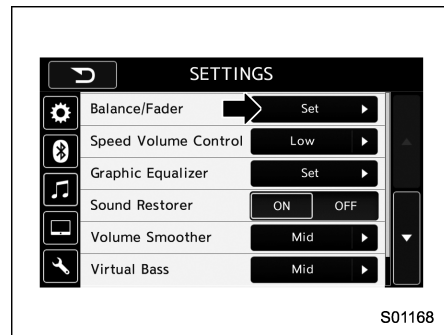 SETTINGS
Balance/Fader Set
Speed Volume Control Low
Graphic Equalizer Set
Sound Restorer ON OFF
Volume Smoother Mid
Virtual Bass Mid
S01168